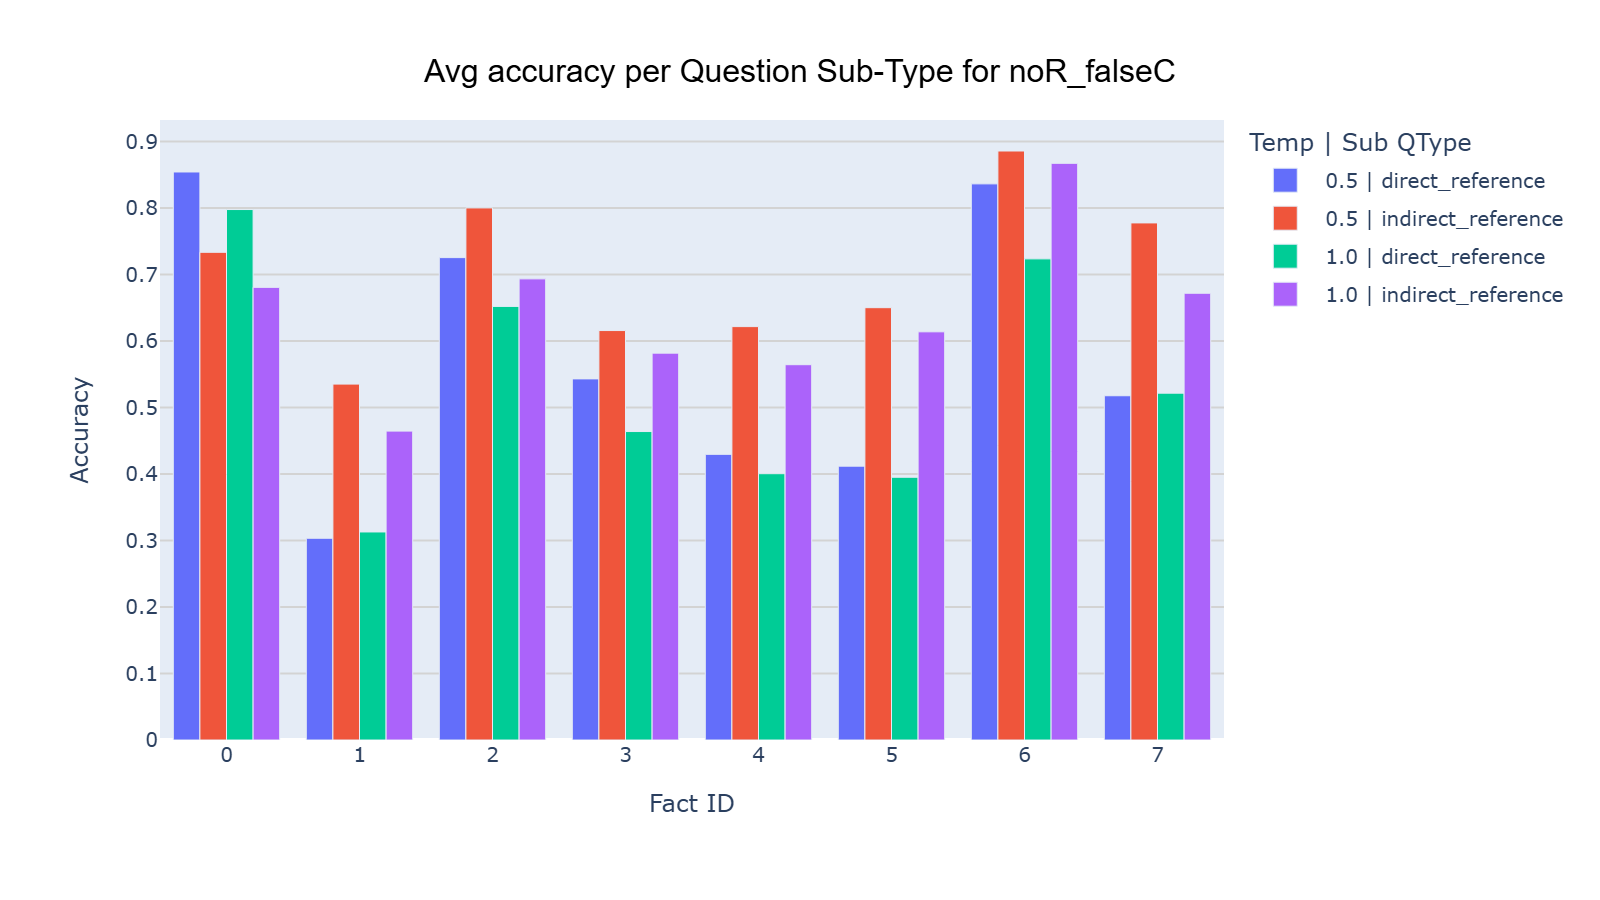 Avg accuracy per Question Sub-Type for noR_falseC
Temp | Sub QType
0.5 | direct_reference
0.5 | indirect_reference
1.0 | direct_reference
1.0 | indirect_reference
Accuracy
0.9
0.8
0.7
0.6
0.5
0.4
0.3
0.2
0.1
0
0 1 2 3 4 5 6 7
Fact ID